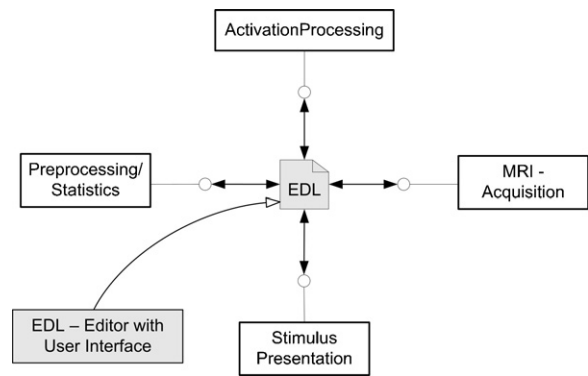 ActivationProcessing
Preprocessing/
Statistics
EDL
MRI -
Acquisition
EDL – Editor with
User Interface
Stimulus
Presentation